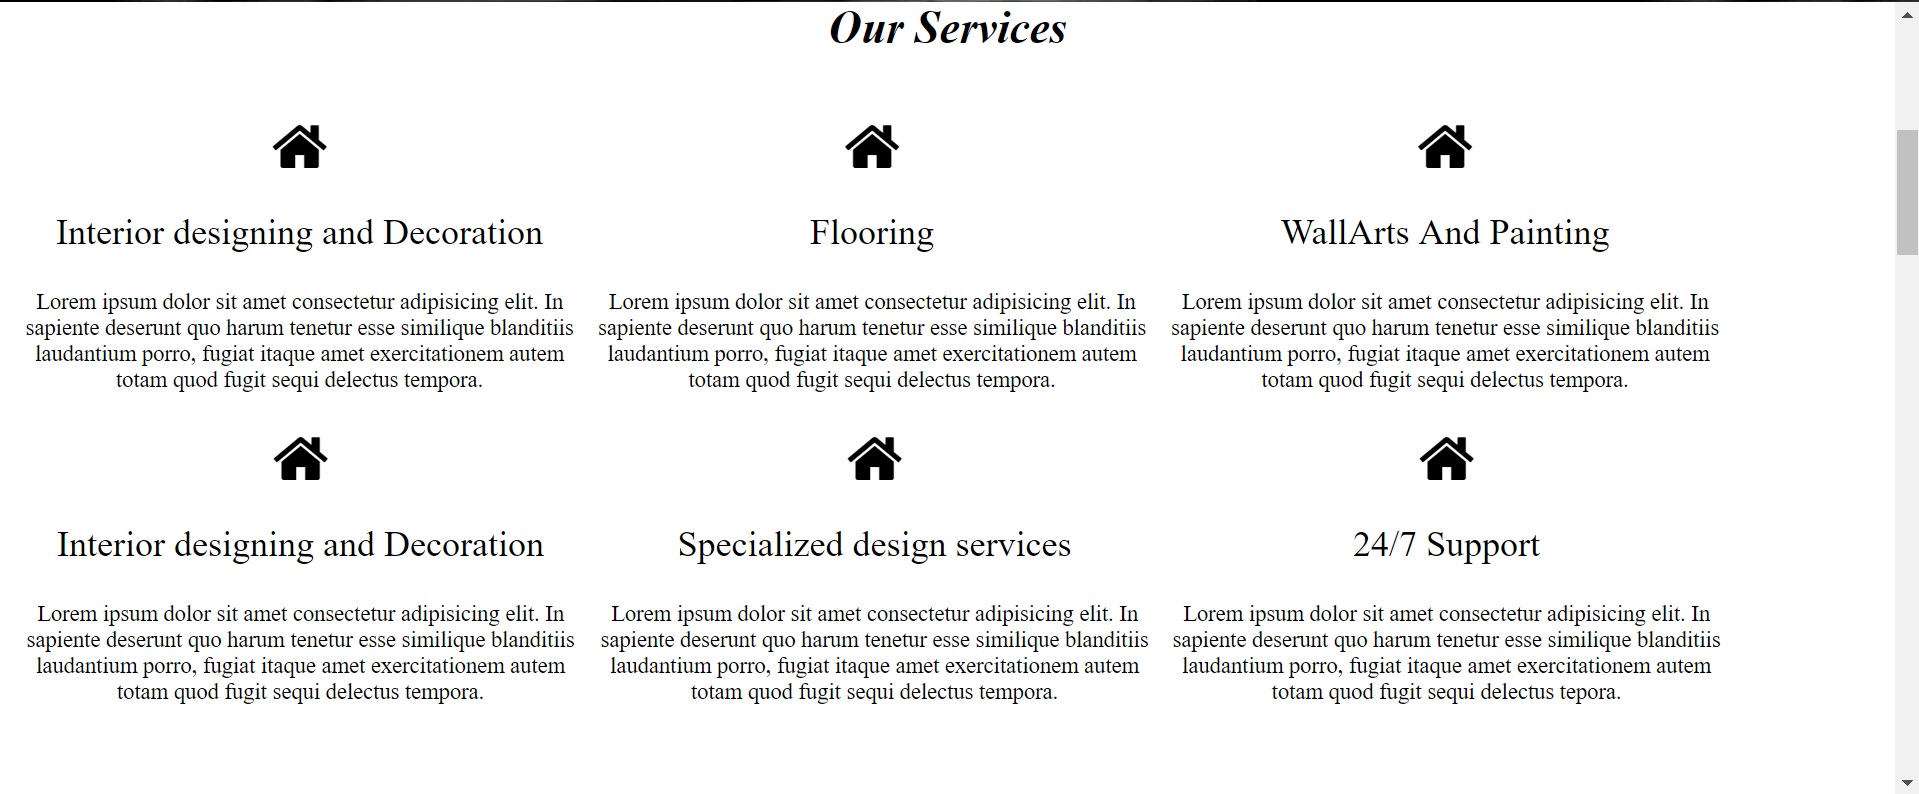 Our Services
Interior designing and Decoration
Lorem ipsum dolor sit amet consectetur adipisicing elit. In
sapiente deserunt quo harum tenetur esse similique blanditiis
laudantium porro, fugiat itaque amet exercitationem autem
totam quod fugit sequi delectus tempora.
Flooring
Lorem ipsum dolor sit amet consectetur adipisicing elit. In
sapiente deserunt quo harum tenetur esse similique blanditiis
laudantium porro, fugiat itaque amet exercitationem autem
totam quod fugit sequi delectus tempora.
WallArts And Painting
Lorem ipsum dolor sit amet consectetur adipisicing elit. In
sapiente deserunt quo harum tenetur esse similique blanditiis
laudantium porro, fugiat itaque amet exercitationem autem
totam quod fugit sequi delectus tempora.
Interior designing and Decoration
Lorem ipsum dolor sit amet consectetur adipisicing elit. In
sapiente deserunt quo harum tenetur esse similique blanditiis
laudantium porro, fugiat itaque amet exercitationem autem
totam quod fugit sequi delectus tempora.
Specialized design services
Lorem ipsum dolor sit amet consectetur adipisicing elit. In
sapiente deserunt quo harum tenetur esse similique blanditiis
laudantium porro, fugiat itaque amet exercitationem autem
totam quod fugit sequi delectus tempora.
24/7 Support
Lorem ipsum dolor sit amet consectetur adipisicing elit. In
sapiente deserunt quo harum tenetur esse similique blanditiis
laudantium porro, fugiat itaque amet exercitationem autem
totam quod fugit sequi delectus tepora.